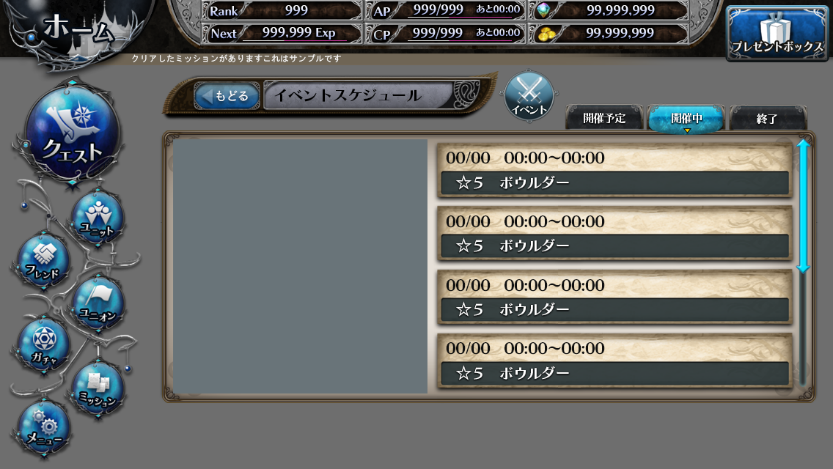 ホーム
Rank 999
AP 999/999 あと00:00
99,999,999
Next 999,999 Exp
CP 999/999 あと00:00
99,999,999
プレゼントボックス
クリアしたミッションがありますこれはサンプルです
もどる
イベントスケジュール
イベント
開催予定
開催中
終了
クエスト
ユニット
フレンド
ユニオン
ガチャ
ミッション
メニュー
00/00 00:00～00:00
☆5 ボウルダー
00/00 00:00～00:00
☆5 ボウルダー
00/00 00:00～00:00
☆5 ボウルダー
00/00 00:00～00:00
☆5 ボウルダー